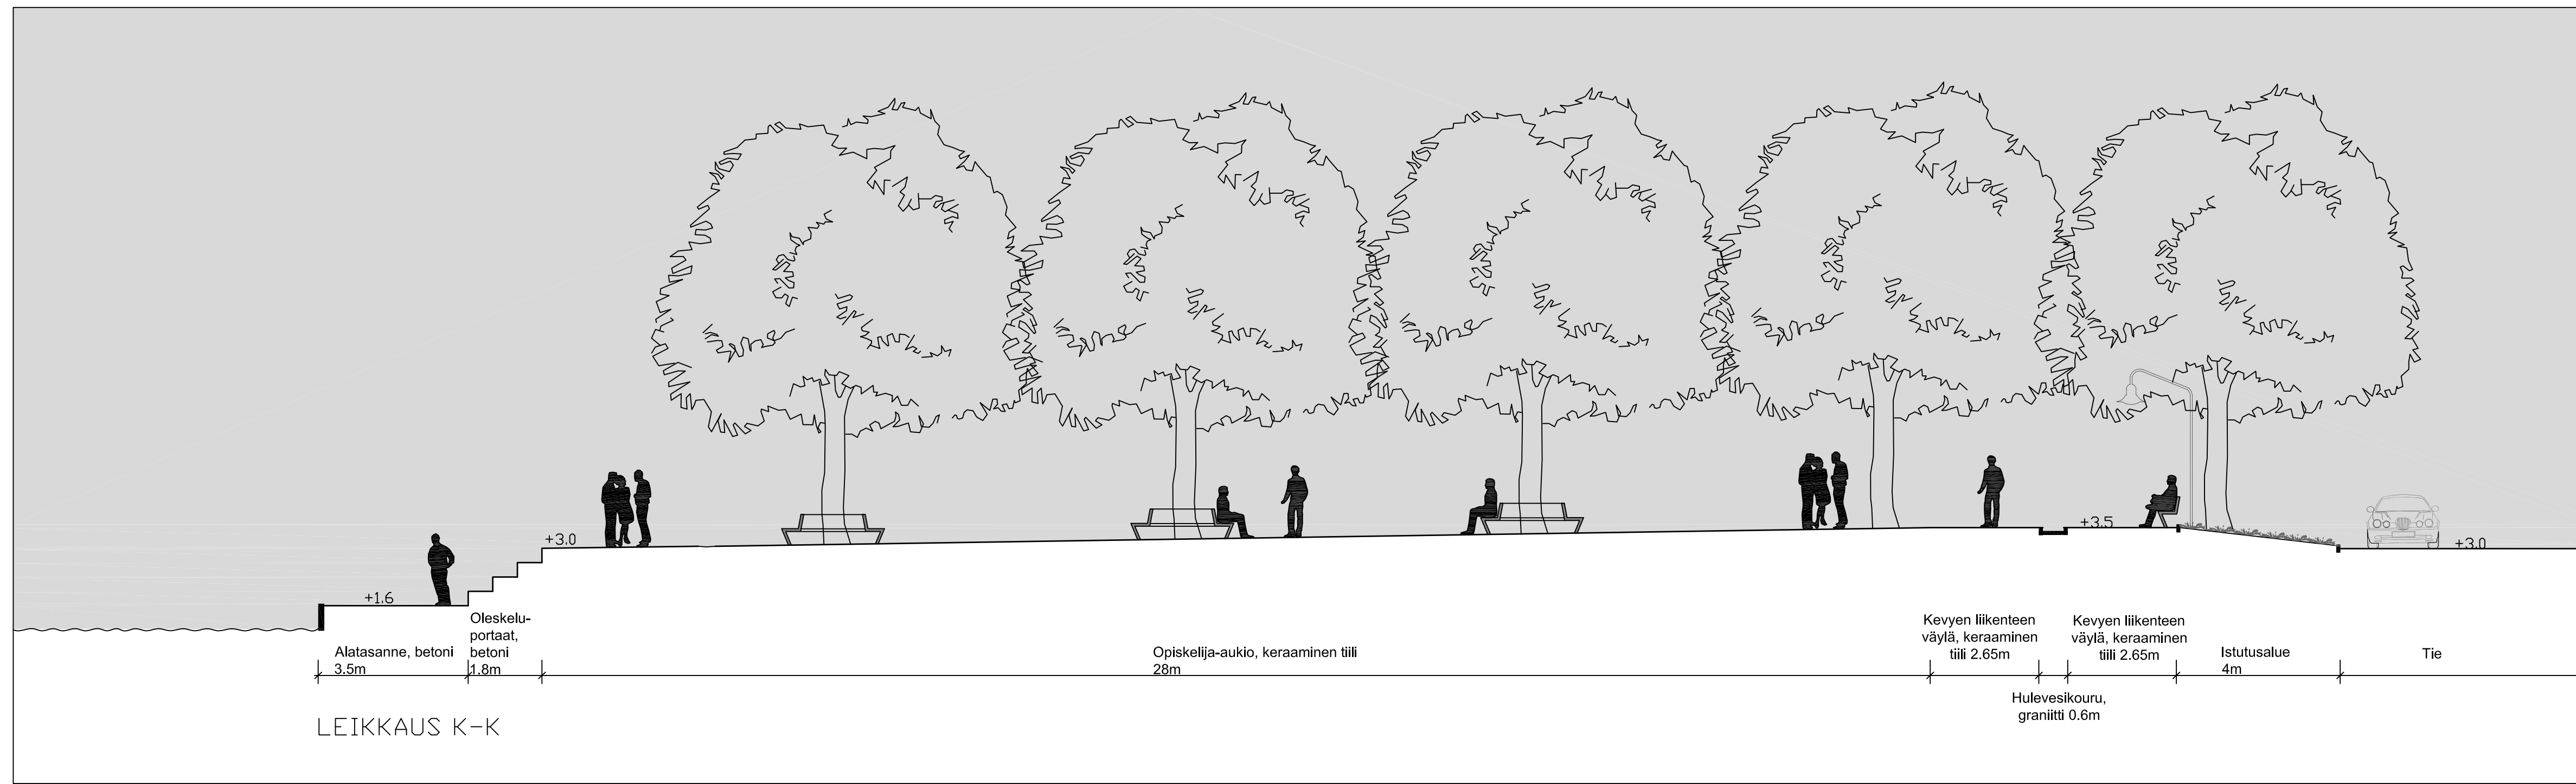 +3.0
+1.6
+3.5
+3.0
Alatasanne, betoni
3.5m
Oleskelu-
portaat,
betoni
1.8m
Opiskelija-aukio, keraaminen tiili
28m
Kevyen liikenteen
väylä, keraaminen
tiili 2.65m
Hulevesikouru,
graniitti 0.6m
Kevyen liikenteen
väylä, keraaminen
tiili 2.65m
Istutusalue
4m
Tie
LEIKKAUS K-K